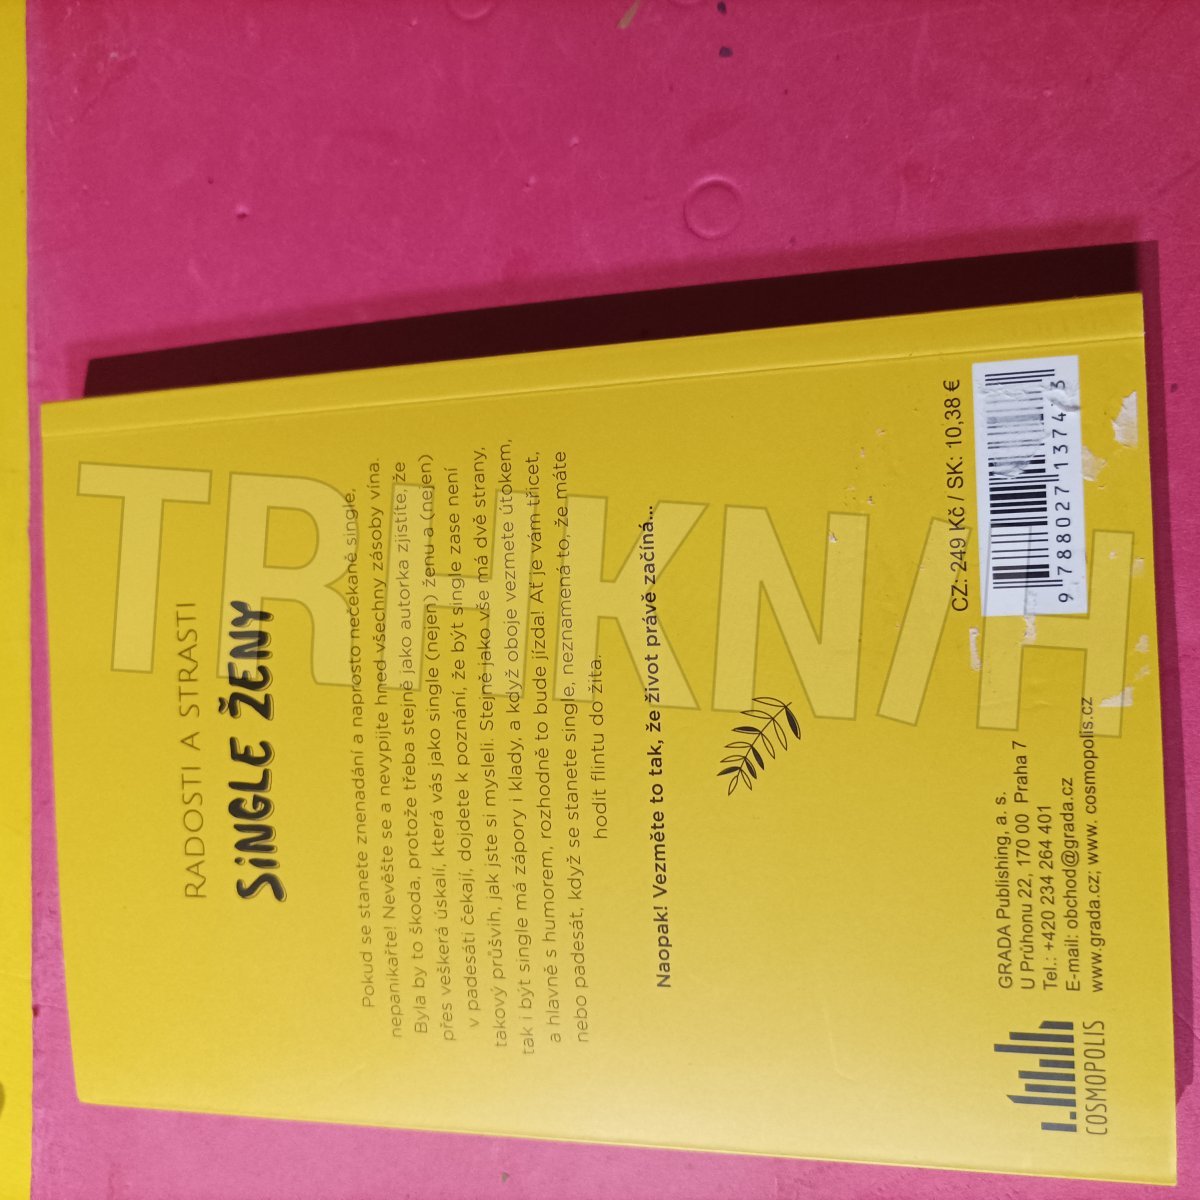 RADOSTI A STRASTI
SiNGLE ŽENY
Pokud se stanete znenadání a naprosto nečekaně single,
nepanikařte! Nevěšte se a nevypijte hned všechny zásoby vína.
Byla by to škoda, protože třeba stejně jako autorka zjistíte, že
přes veškerá úskalí, která vás jako single (nejen) ženu a (nejen)
v padesáti čekají, dojdete k poznání, že být single zase není
takový průšvih, jak jste si mysleli. Stejně jako vše má dvě strany,
tak i být single má zápory i klady, a když oboje vezmete útokem,
a hlavně s humorem, rozhodně to bude jízda! Ať je vám třicet,
nebo padesát, když se stanete single, neznamená to, že máte
hodit flintu do žita.
Naopak! Vezměte to tak, že život právě začíná...
CZ: 249 Kč / SK: 10,38 €
GRADA Publishing, a. s.
U Průhonu 22, 170 00 Praha 7
Tel.: +420 234 264 401
E-mail: obchod@grada.cz
www.grada.cz; www. cosmopolis.cz
COSMOPOLIS